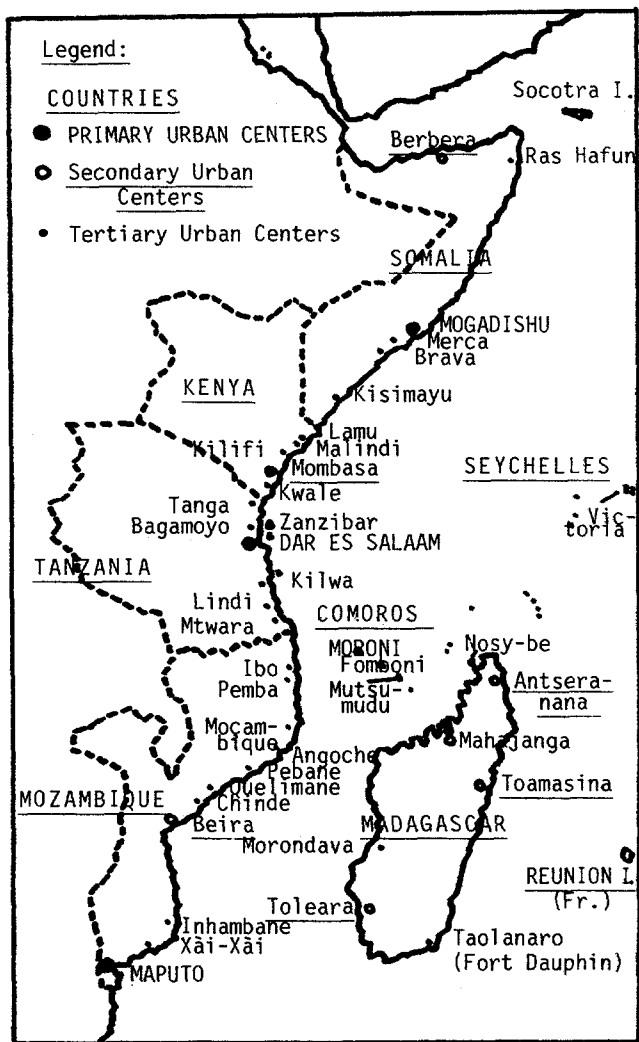 Legend:
COUNTRIES
PRIMARY URBAN CENTERS
Secondary Urban
Centers
Tertiary Urban Centers
Socotra I.
Berbera
Ras Hafun
SOMALIA
MOGADISHU
Merca
Brava
KENYA
Kisimayu
Lamu
Kilifi
Malindi
Mombasa
SEYCHELLES
Kwale
Tanga
Vic-
toria
Bagamoyo
Zanzibar
DAR ES SALAAM
TANZANIA
Kilwa
Lindi
COMOROS
Mtwara
MORONI
Nosy-be
Ibo
Fomboni
Pemba
Mutsu-
mudu
Antsera-
nana
Moçam-
bique
Mahajanga
Angoche
Pebane
Quelimane
Toamasina
MOZAMBIQUE
Chinde
Beira
MADAGASCAR
Morondava
REUNION I.
(Fr.)
Toleara
Inhambane
Xài-Xài
Taolanaro
(Fort Dauphin)
MAPUTO